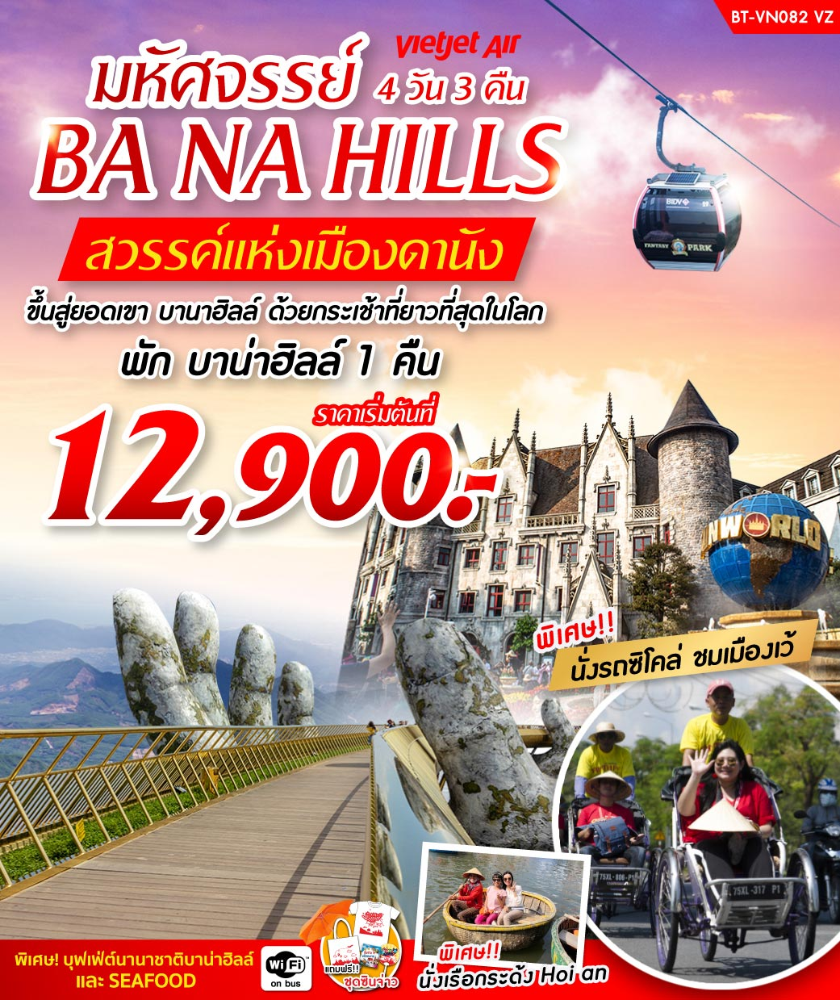 BT-VN082 VZ
vietjet Air
มหัศจรรย์ 4 วัน 3 คืน
BA NA HILLS
สวรรค์แห่งเมืองดานัง
ขึ้นสู่ยอดเขา บานาฮิลล์ ด้วยกระเช้าที่ยาวที่สุดในโลก
พัก บาน่าฮิลล์ 1 คืน
ราคาเริ่มต้นที่
12,900.-
BIDV
19
FANTASY PARK
UNWORLD
พิเศษ!!
นั่งรถซิโคล่ ชมเมืองเว้
75XL-806-P1
75XL-317 P1
พิเศษ! บุฟเฟ่ต์นานาชาติบาน่าฮิลล์
และ SEAFOOD
WiFi
on bus
แถมฟรี!!
ชุดซินจ่าว
พิเศษ!!
นั่งเรือกระด้ง Hoi an